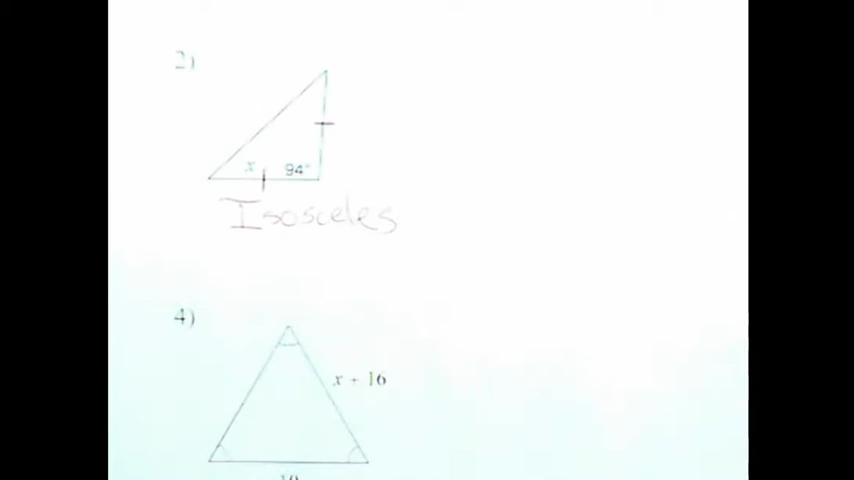 2)
x 94°
Isosceles
4)
x + 16